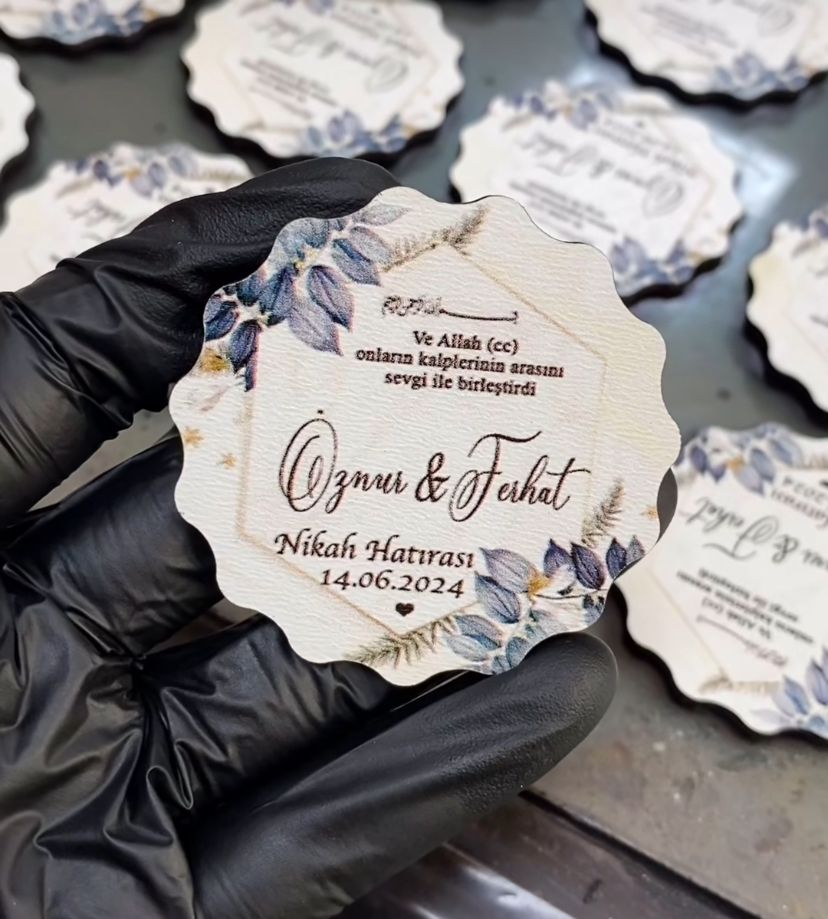 Ve Allah (cc)
onların kalplerinin arasını
sevgi ile birleştirdi
Öznur & Ferhat
Nikah Hatırası
14.06.2024